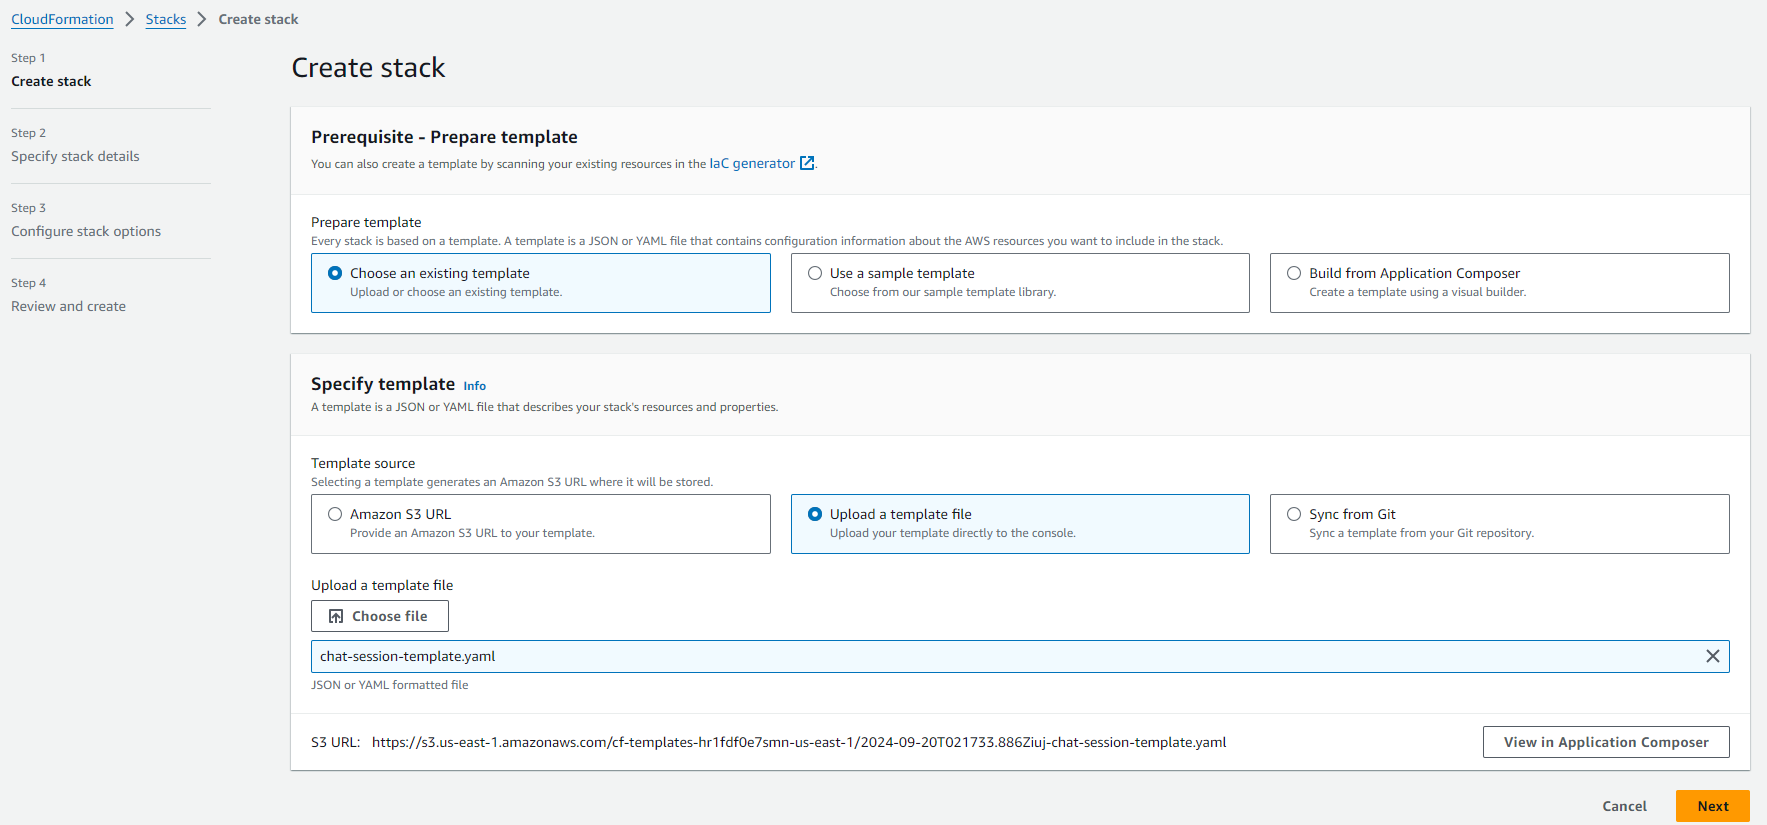 CloudFormation > Stacks > Create stack
Step 1
Create stack
Step 2
Specify stack details
Step 3
Configure stack options
Step 4
Review and create
Create stack
Prerequisite - Prepare template
You can also create a template by scanning your existing resources in the IaC generator.
Prepare template
Every stack is based on a template. A template is a JSON or YAML file that contains configuration information about the AWS resources you want to include in the stack.
Choose an existing template
Upload or choose an existing template.
Use a sample template
Choose from our sample template library.
Build from Application Composer
Create a template using a visual builder.
Specify template Info
A template is a JSON or YAML file that describes your stack's resources and properties.
Template source
Selecting a template generates an Amazon S3 URL where it will be stored.
Amazon S3 URL
Provide an Amazon S3 URL to your template.
Upload a template file
Upload your template directly to the console.
Sync from Git
Sync a template from your Git repository.
Upload a template file
Choose file
chat-session-template.yaml
JSON or YAML formatted file
S3 URL: https://s3.us-east-1.amazonaws.com/cf-templates-hr1fdf0e7smn-us-east-1/2024-09-20T021733.886Ziuj-chat-session-template.yaml
View in Application Composer
Cancel
Next